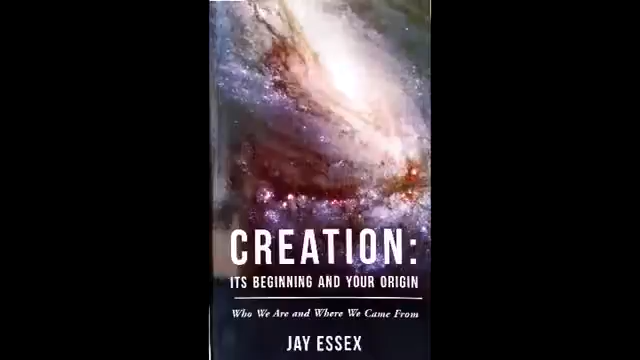 CREATION:
ITS BEGINNING AND YOUR ORIGIN
Who We Are and Where We Came From
JAY ESSEX